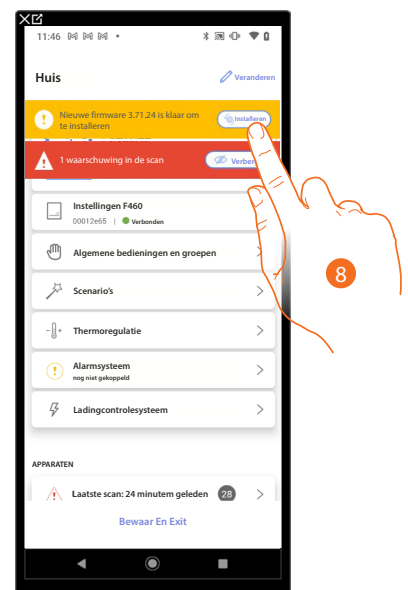 11:46
Huis
Veranderen
Nieuwe firmware 3.71.24 is klaar om
te installeren
Installeren
1 waarschuwing in de scan
Verber
Instellingen F460
00012e65 | Verbonden
Algemene bedieningen en groepen
Scenario's
Thermoregulatie
Alarmsysteem
nog niet gekoppeld
Ladingcontrolesysteem
APPARATEN
Laatste scan: 24 minutem geleden 28
Bewaar En Exit
8